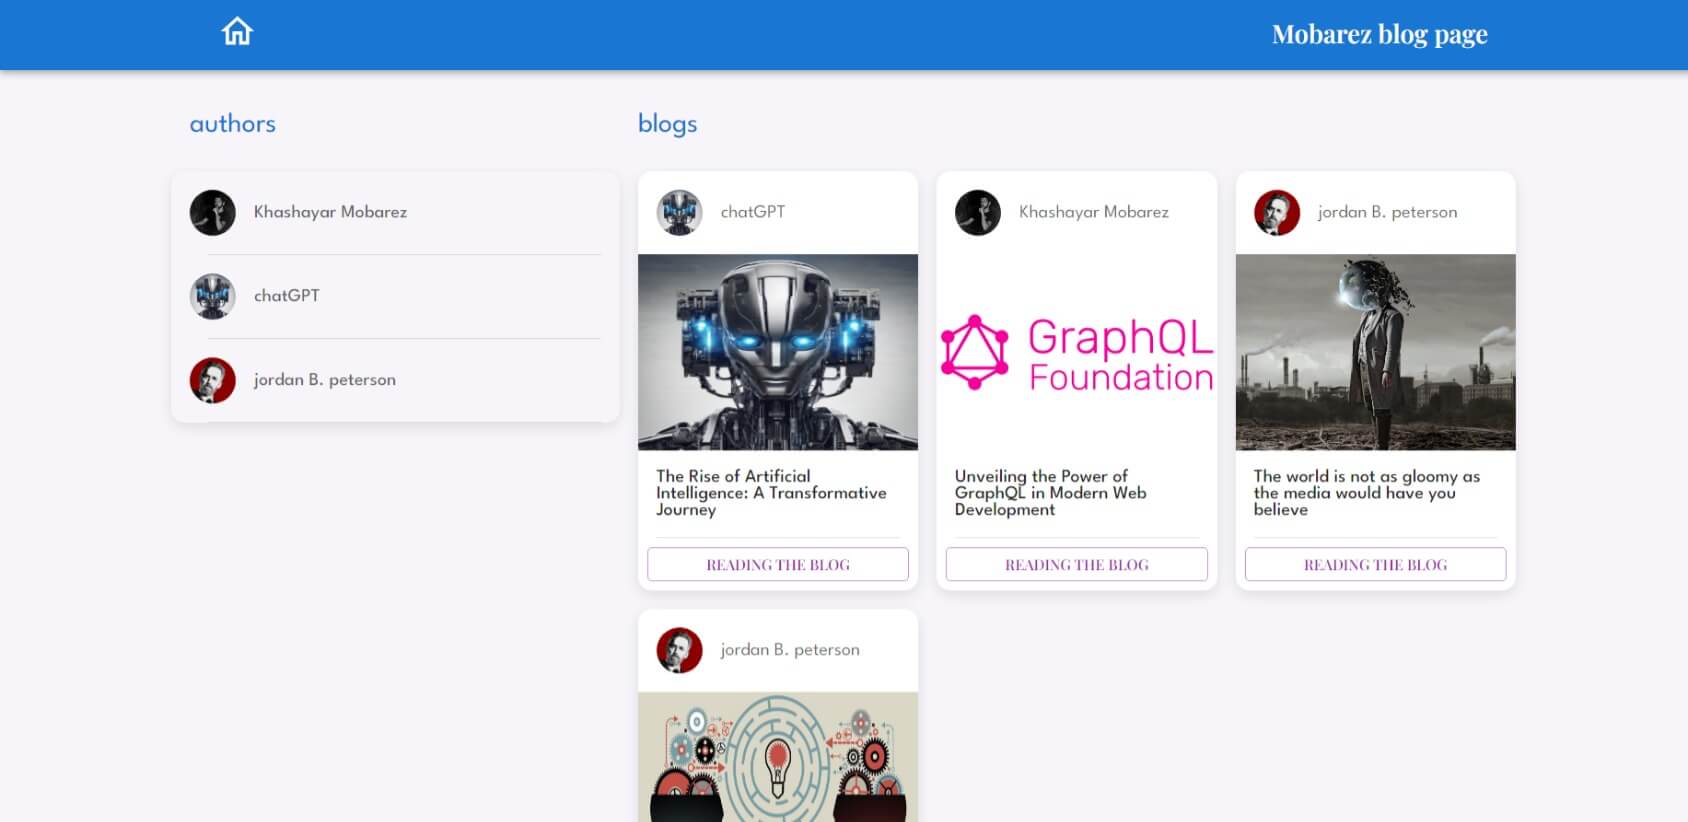 Mobarez blog page
authors
Khashayar Mobarez
chatGPT
jordan B. peterson
blogs
chatGPT
The Rise of Artificial
Intelligence: A Transformative
Journey
READING THE BLOG
Khashayar Mobarez
GraphQL
Foundation
Unveiling the Power of
GraphQL in Modern Web
Development
READING THE BLOG
jordan B. peterson
The world is not as gloomy as
the media would have you
believe
READING THE BLOG
jordan B. peterson